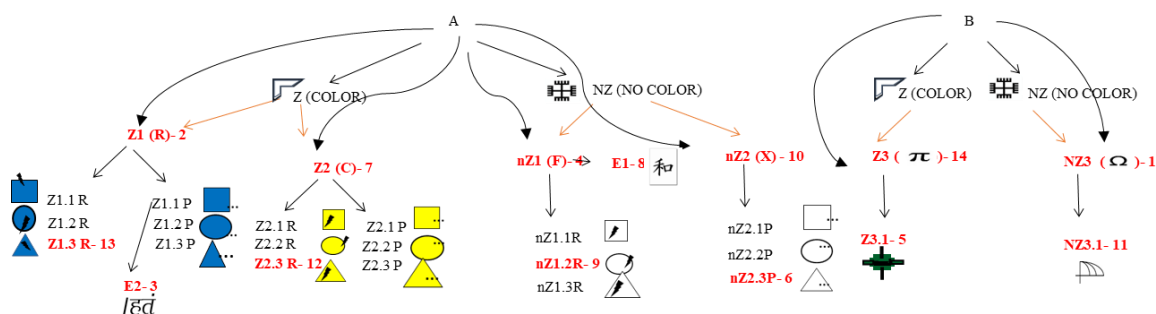 A
B
Z (COLOR)
NZ (NO COLOR)
Z (COLOR)
NZ (NO COLOR)
Z1 (R)- 2
Z2 (C)- 7
nZ1 (F)- 4
E1- 8
和
nZ2 (X)- 10
Z3 ( π )- 14
NZ3 ( Ω )- 1
Z1.1 R
Z1.2 R
Z1.3 R- 13
Z1.1 P
Z1.2 P
Z1.3 P
...
...
...
E2- 3
Z2.1 R
Z2.2 R
Z2.3 R- 12
Z2.1 P
Z2.2 P
Z2.3 P
...
...
...
nZ1.1R
nZ1.2R- 9
nZ1.3R
nZ2.1P
nZ2.2P
nZ2.3P- 6
...
...
...
Z3.1- 5
NZ3.1- 11